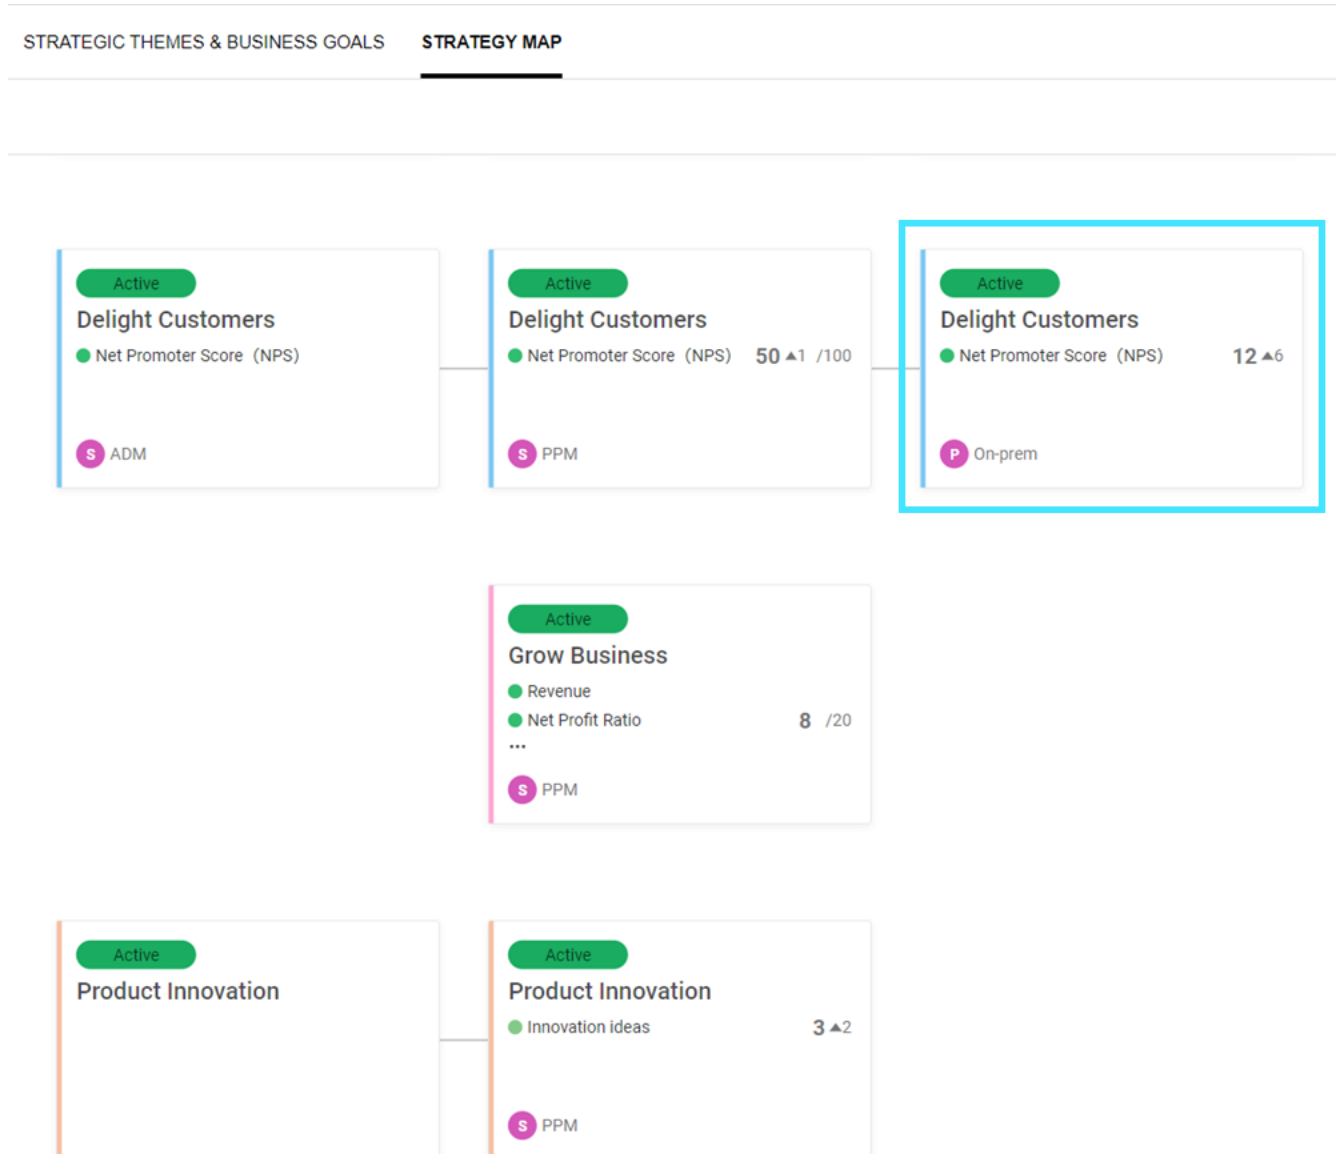 STRATEGIC THEMES & BUSINESS GOALS STRATEGY MAP
Active
Delight Customers
Net Promoter Score (NPS)
S ADM
Active
Delight Customers
Net Promoter Score (NPS) 50 ▲1 /100
S PPM
Active
Delight Customers
Net Promoter Score (NPS) 12 ▲6
P On-prem
Active
Grow Business
Revenue
Net Profit Ratio 8 /20
...
S PPM
Active
Product Innovation
Active
Product Innovation
Innovation ideas 3 ▲2
S PPM